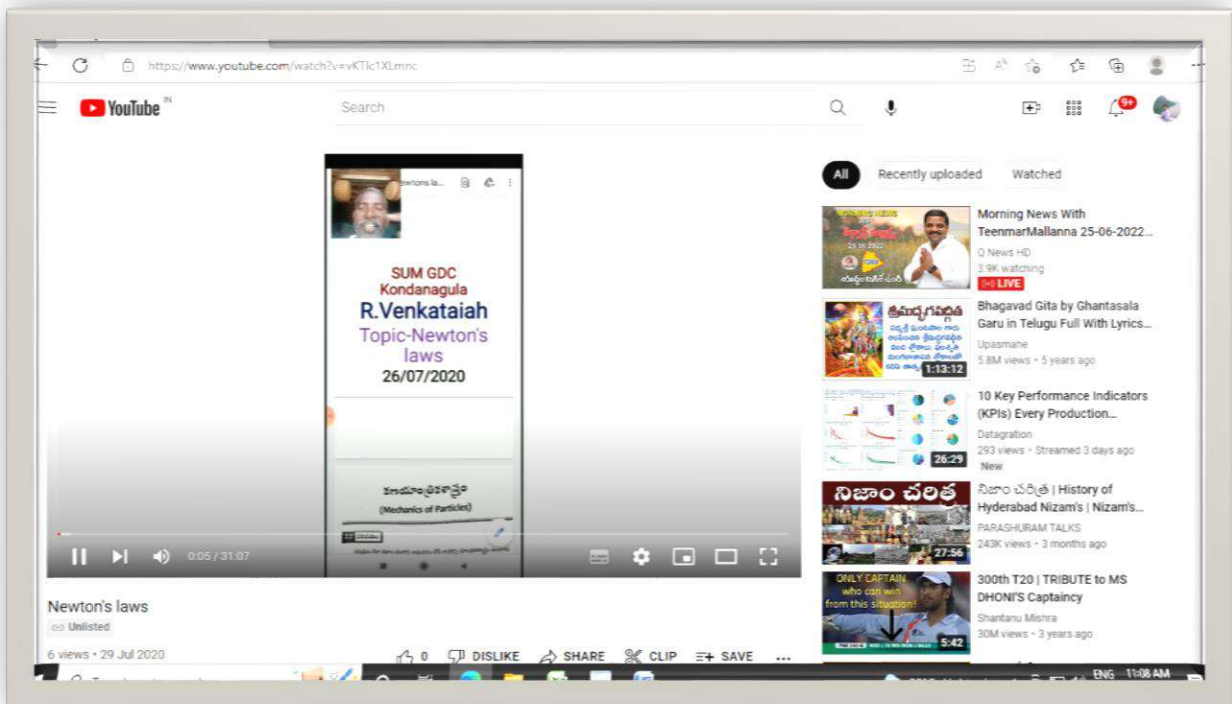 https://www.youtube.com/watch?v=vKTlc1XLmnc
YouTube IN
Search
9+
ewtons la...
SUM GDC
Kondanagula
R.Venkataiah
Topic-Newton's
laws
26/07/2020
(Mechanics of Particles)
0:05 / 31:07
Newton's laws
Unlisted
6 views • 29 Jul 2020
0 DISLIKE SHARE CLIP SAVE ...
All Recently uploaded Watched
Morning News With
TeenmarMallanna 25-06-2022...
Q News HD
3.9K watching
LIVE
శ్రీమద్భగవద్గీత
1:13:12
Bhagavad Gita by Ghantasala
Garu in Telugu Full With Lyrics...
Upasmahe
5.8M views • 5 years ago
26:29
10 Key Performance Indicators
(KPIs) Every Production...
Datagration
293 views • Streamed 3 days ago
New
నిజాం చరిత్ర
27:56
నిజాం చరిత్ర | History of
Hyderabad Nizam's | Nizam's...
PARASHURAM TALKS
243K views • 3 months ago
ONLY CAPTAIN
who can win
from this situation!
5:42
300th T20 | TRIBUTE to MS
DHONI'S Captaincy
Shantanu Mishra
30M views • 3 years ago
ENG 11:08 AM